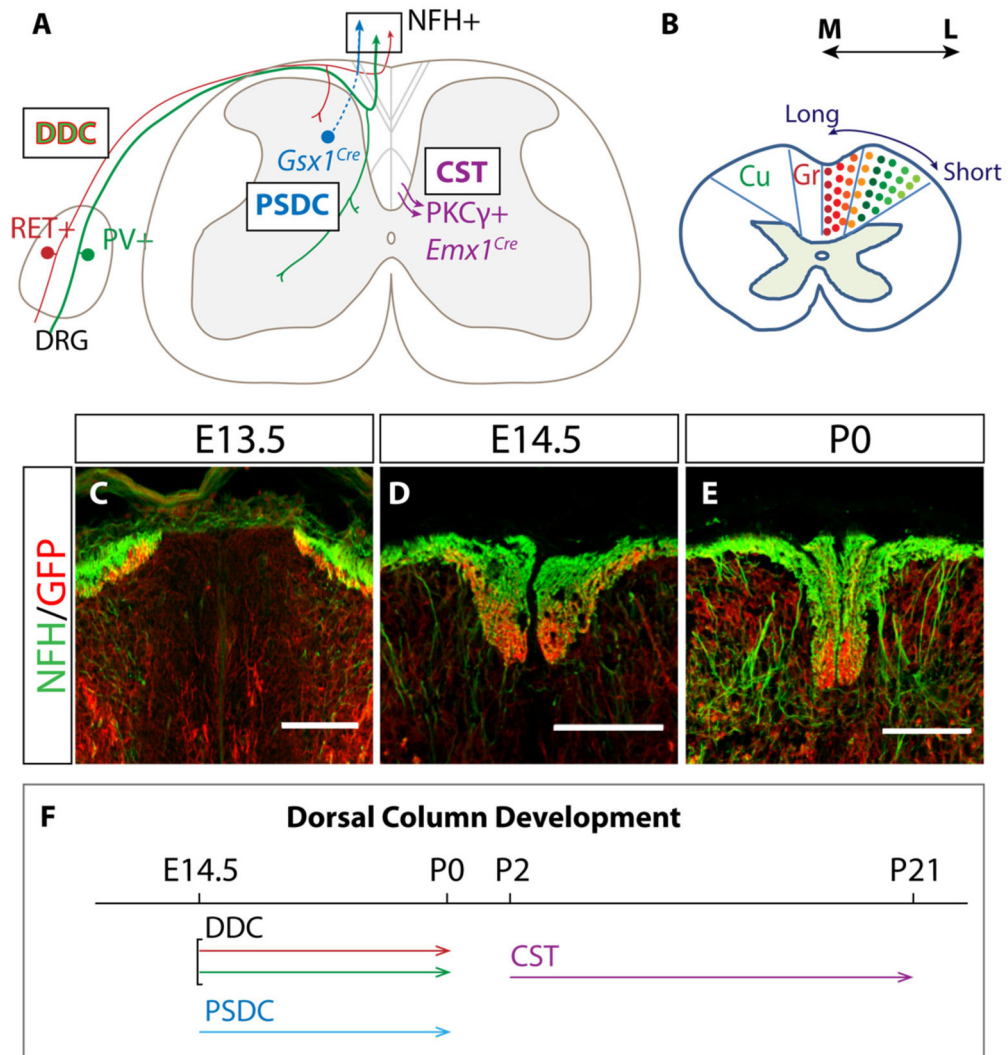 A
NFH+
B
M
L
DDC
Long
Gsx1Cre
CST
Cu
Gr
Short
PSDC
PKCγ+
RET+
PV+
Emx1Cre
DRG
E13.5
E14.5
P0
NFH/GFP
C
D
E
F
Dorsal Column Development
E14.5
P0
P2
P21
DDC
CST
PSDC